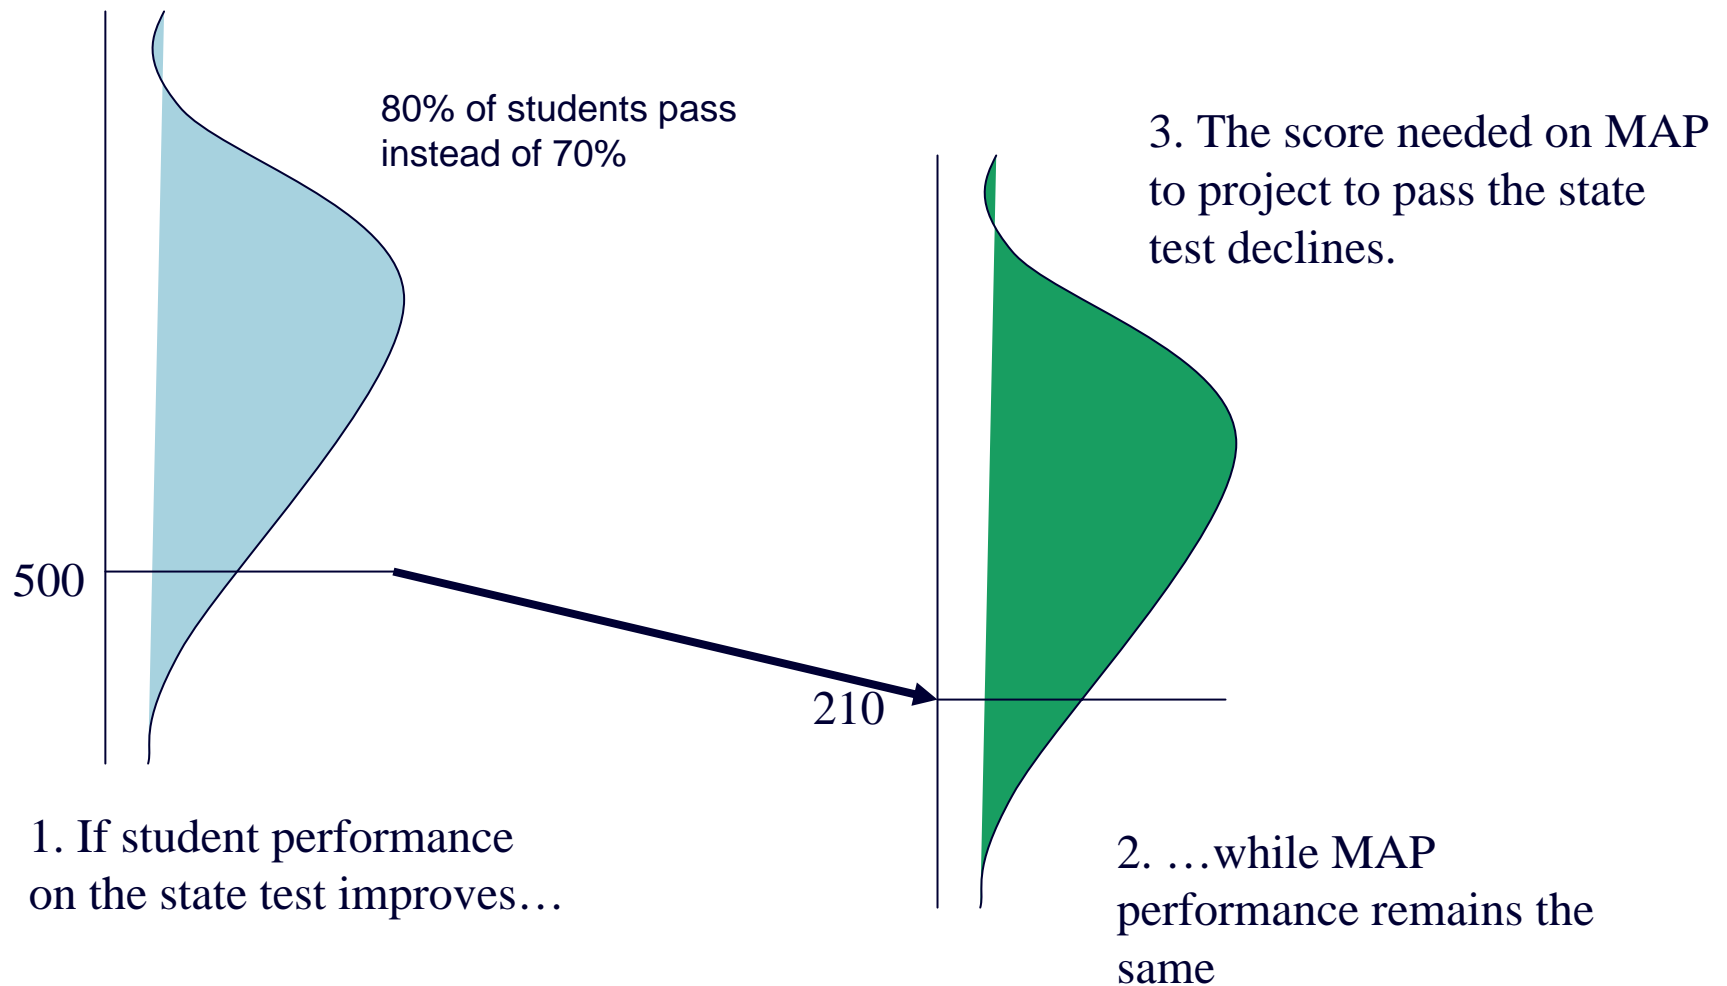 80% of students pass
instead of 70%
3. The score needed on MAP
to project to pass the state
test declines.
500
210
1. If student performance
on the state test improves…
2. …while MAP
performance remains the
same